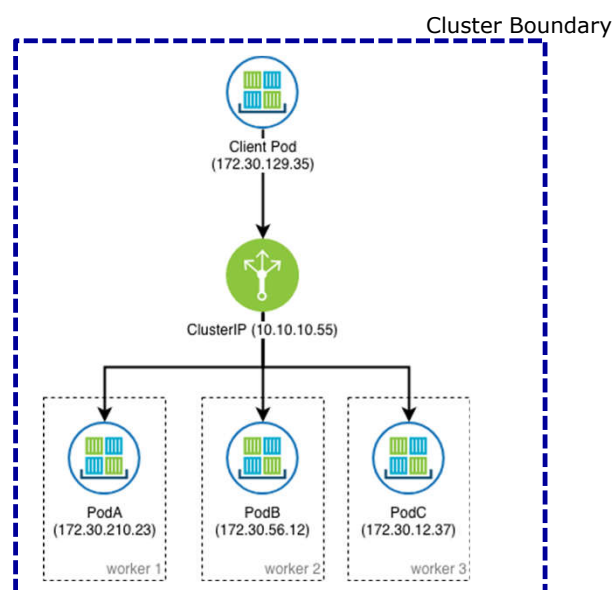 Cluster Boundary
Client Pod
(172.30.129.35)
ClusterIP (10.10.10.55)
PodA
(172.30.210.23)
worker 1
PodB
(172.30.56.12)
worker 2
PodC
(172.30.12.37)
worker 3